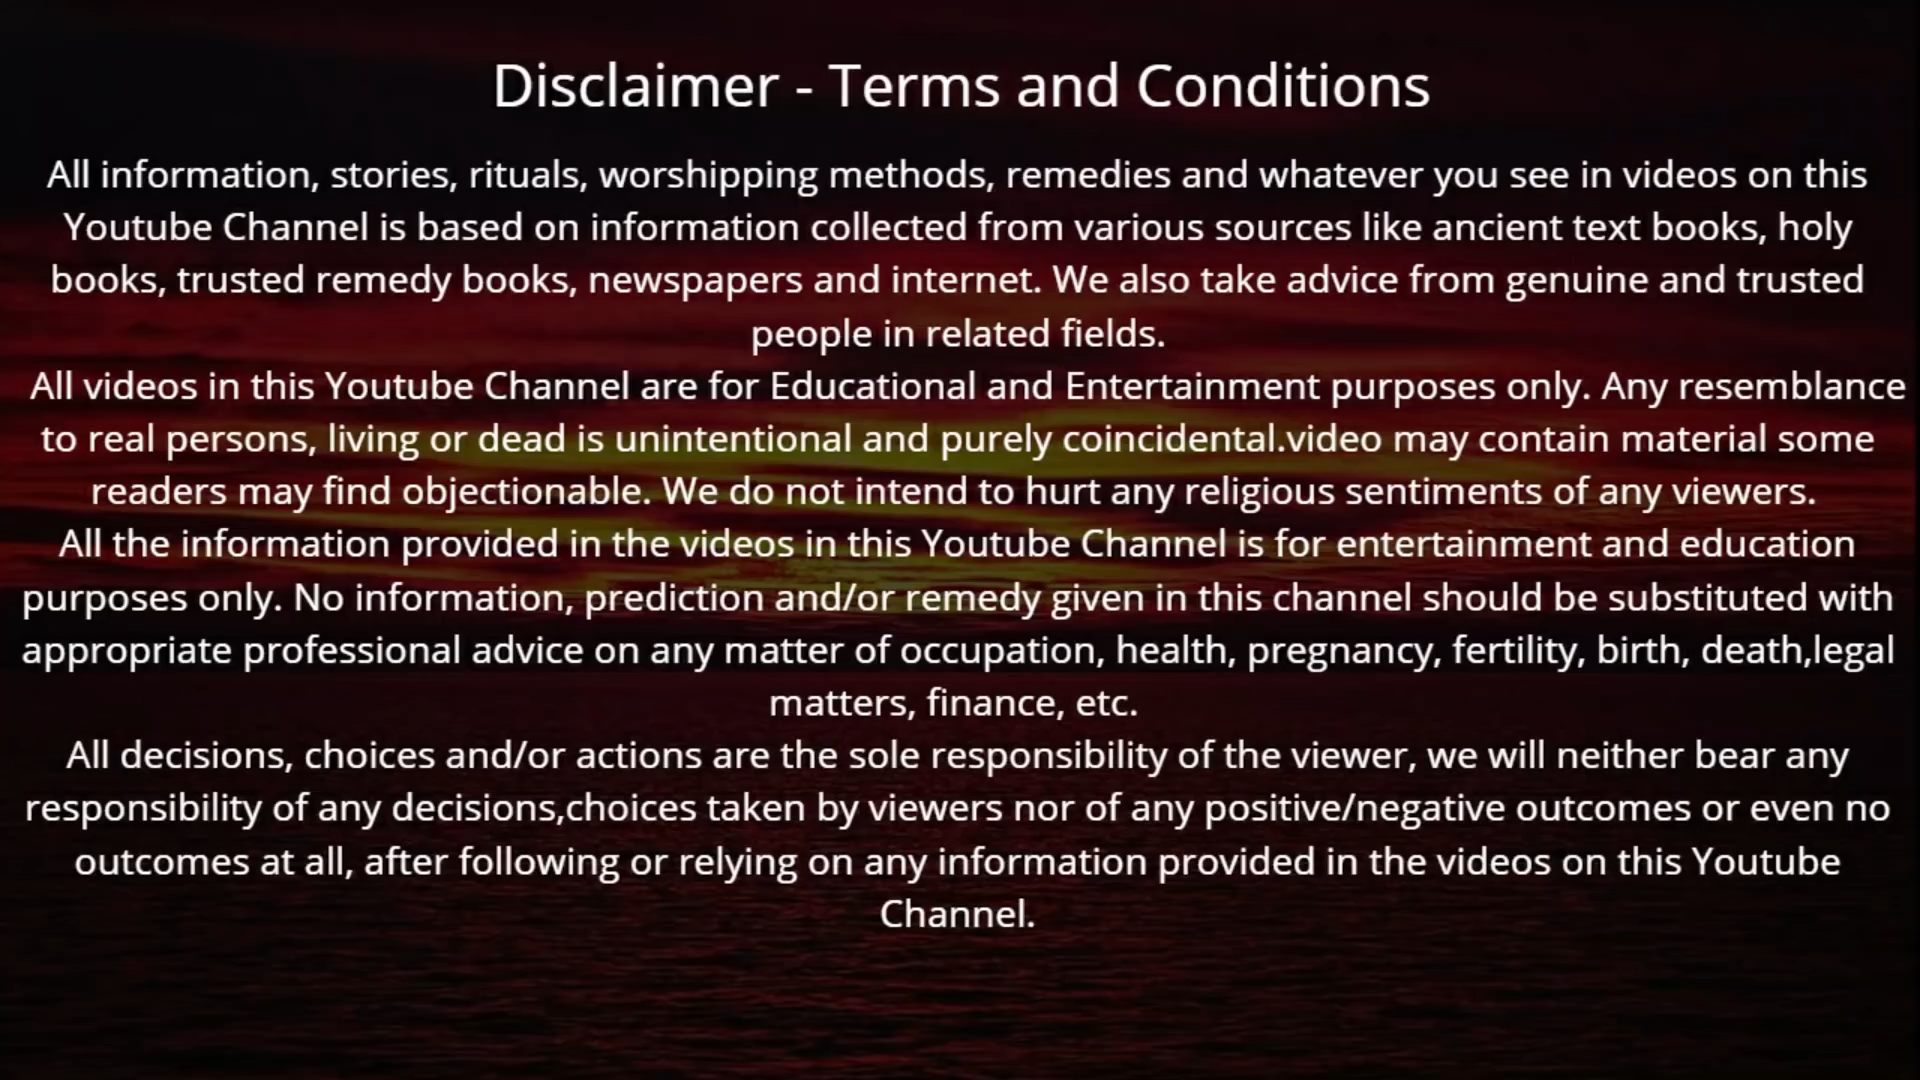 Disclaimer - Terms and Conditions
All information, stories, rituals, worshipping methods, remedies and whatever you see in videos on this
Youtube Channel is based on information collected from various sources like ancient text books, holy
books, trusted remedy books, newspapers and internet. We also take advice from genuine and trusted
people in related fields.
All videos in this Youtube Channel are for Educational and Entertainment purposes only. Any resemblance
to real persons, living or dead is unintentional and purely coincidental.video may contain material some
readers may find objectionable. We do not intend to hurt any religious sentiments of any viewers.
All the information provided in the videos in this Youtube Channel is for entertainment and education
purposes only. No information, prediction and/or remedy given in this channel should be substituted with
appropriate professional advice on any matter of occupation, health, pregnancy, fertility, birth, death,legal
matters, finance, etc.
All decisions, choices and/or actions are the sole responsibility of the viewer, we will neither bear any
responsibility of any decisions,choices taken by viewers nor of any positive/negative outcomes or even no
outcomes at all, after following or relying on any information provided in the videos on this Youtube
Channel.